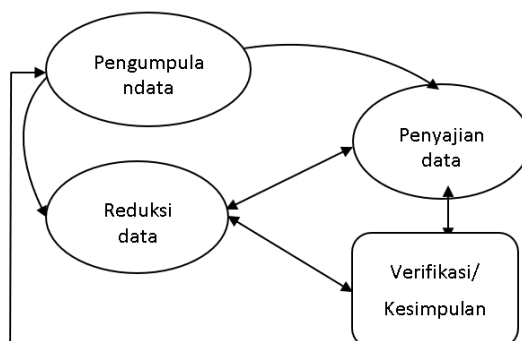 Pengumpula
ndata
Penyajian
data
Reduksi
data
Verifikasi/
Kesimpulan